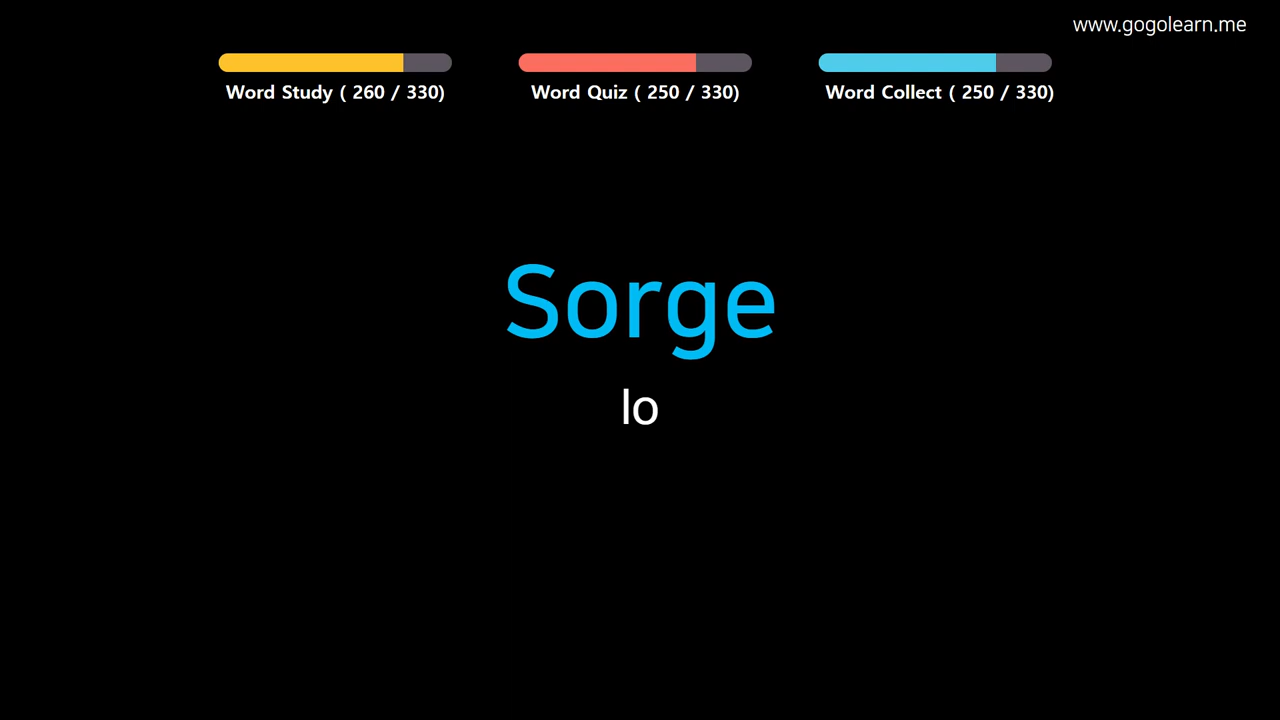 www.gogolearn.me
Word Study ( 260 / 330)
Word Quiz ( 250 / 330)
Word Collect ( 250 / 330)
Sorge
lo